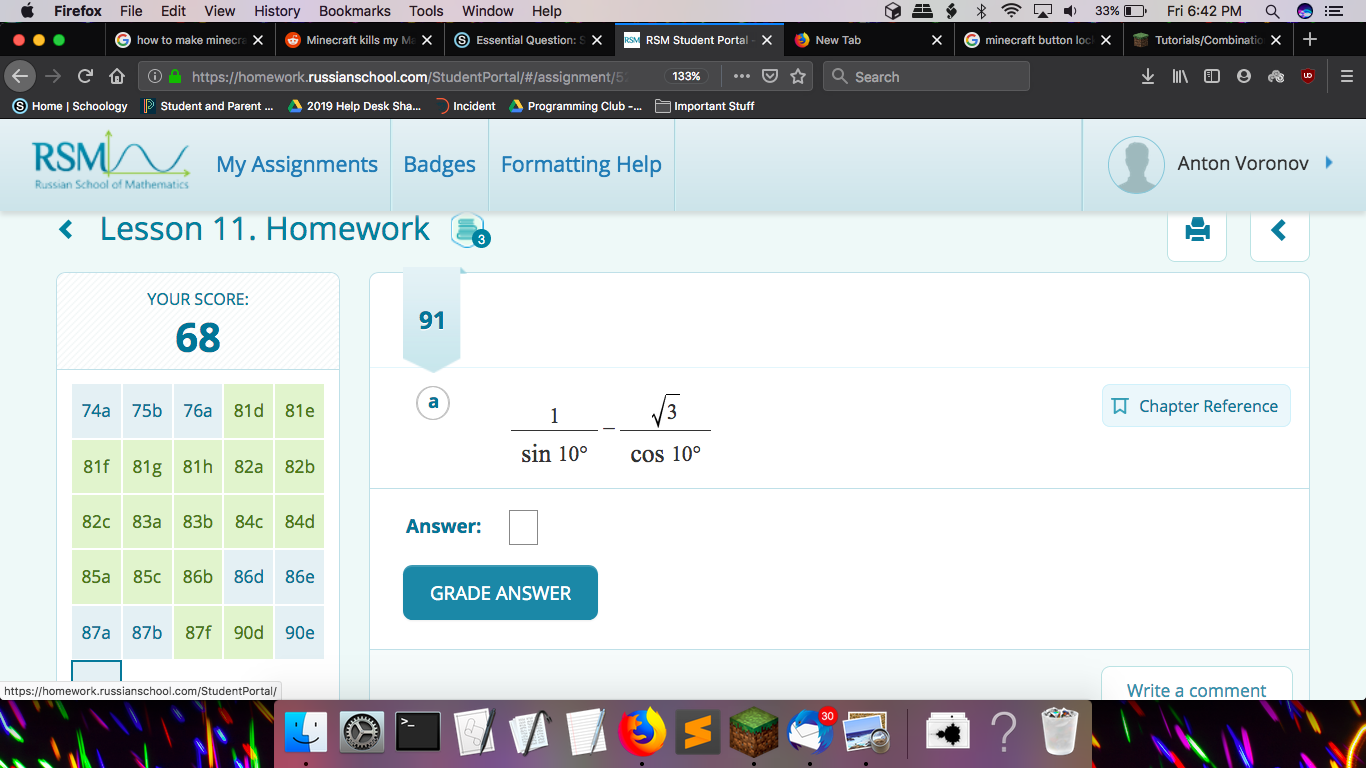 Firefox File Edit View History Bookmarks Tools Window Help 33% Fri 6:42 PM
how to make minecra RSM Minecraft kills my M Essential Question: S RSM Student Portal - New Tab minecraft button loc Tutorials/Combinatio
https://homework.russianschool.com/StudentPortal/#/assignment/5 133% Search
Home | Schoology Student and Parent ... 2019 Help Desk Sha... Incident Programming Club -... Important Stuff
RSM
Russian School of Mathematics
My Assignments Badges Formatting Help Anton Voronov
Lesson 11. Homework 3
YOUR SCORE:
68
91
74a 75b 76a 81d 81e
81f 81g 81h 82a 82b
82c 83a 83b 84c 84d
85a 85c 86b 86d 86e
87a 87b 87f 90d 90e
a
1 − √3
sin 10° cos 10°
Chapter Reference
Answer:
GRADE ANSWER
Write a comment
https://homework.russianschool.com/StudentPortal/
30